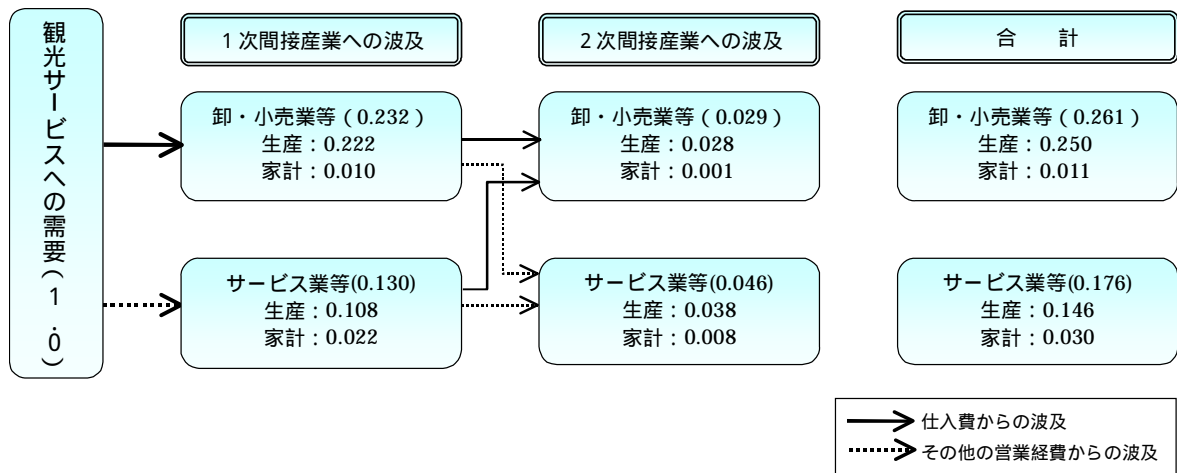 観光サービスへの需要(1.0)
1次間接産業への波及
2次間接産業への波及
合 計
卸・小売業等(0.232)
生産:0.222
家計:0.010
卸・小売業等(0.029)
生産:0.028
家計:0.001
卸・小売業等(0.261)
生産:0.250
家計:0.011
サービス業等(0.130)
生産:0.108
家計:0.022
サービス業等(0.046)
生産:0.038
家計:0.008
サービス業等(0.176)
生産:0.146
家計:0.030
仕入費からの波及
その他の営業経費からの波及